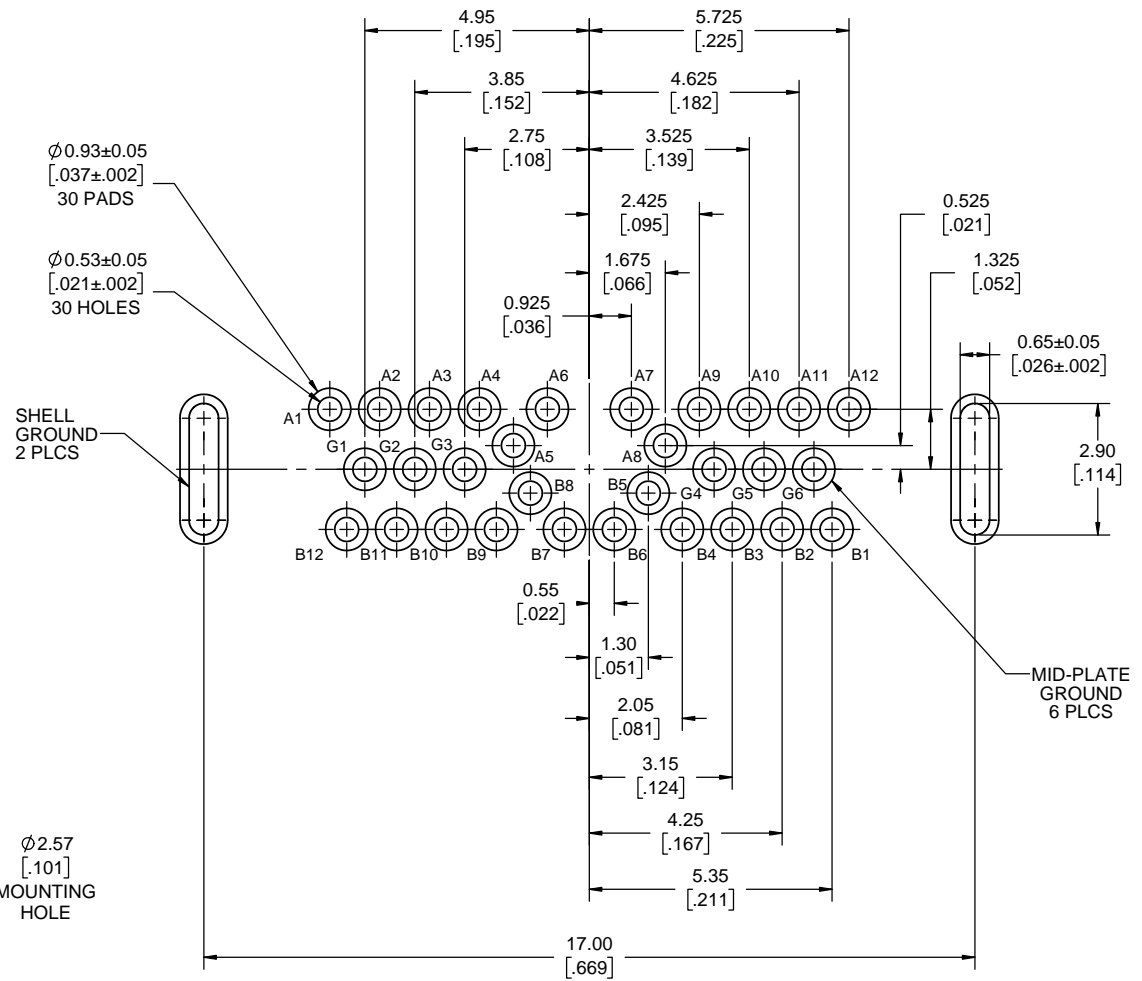 4.95
[.195]
5.725
[.225]
3.85
[.152]
4.625
[.182]
2.75
[.108]
3.525
[.139]
Ø0.93±0.05
[.037±.002]
30 PADS
2.425
[.095]
0.525
[.021]
Ø0.53±0.05
[.021±.002]
30 HOLES
1.675
[.066]
1.325
[.052]
0.925
[.036]
0.65±0.05
[.026±.002]
A2 A3 A4 A6 A7 A9 A10 A11 A12
A1
SHELL
GROUND
2 PLCS
G1 G2 G3 A5 A8
2.90
[.114]
B8 B5 G4 G5 G6
B12 B11 B10 B9 B7 B6 B4 B3 B2 B1
0.55
[.022]
1.30
[.051]
MID-PLATE
GROUND
6 PLCS
2.05
[.081]
3.15
[.124]
4.25
[.167]
Ø2.57
[.101]
MOUNTING
HOLE
5.35
[.211]
17.00
[.669]